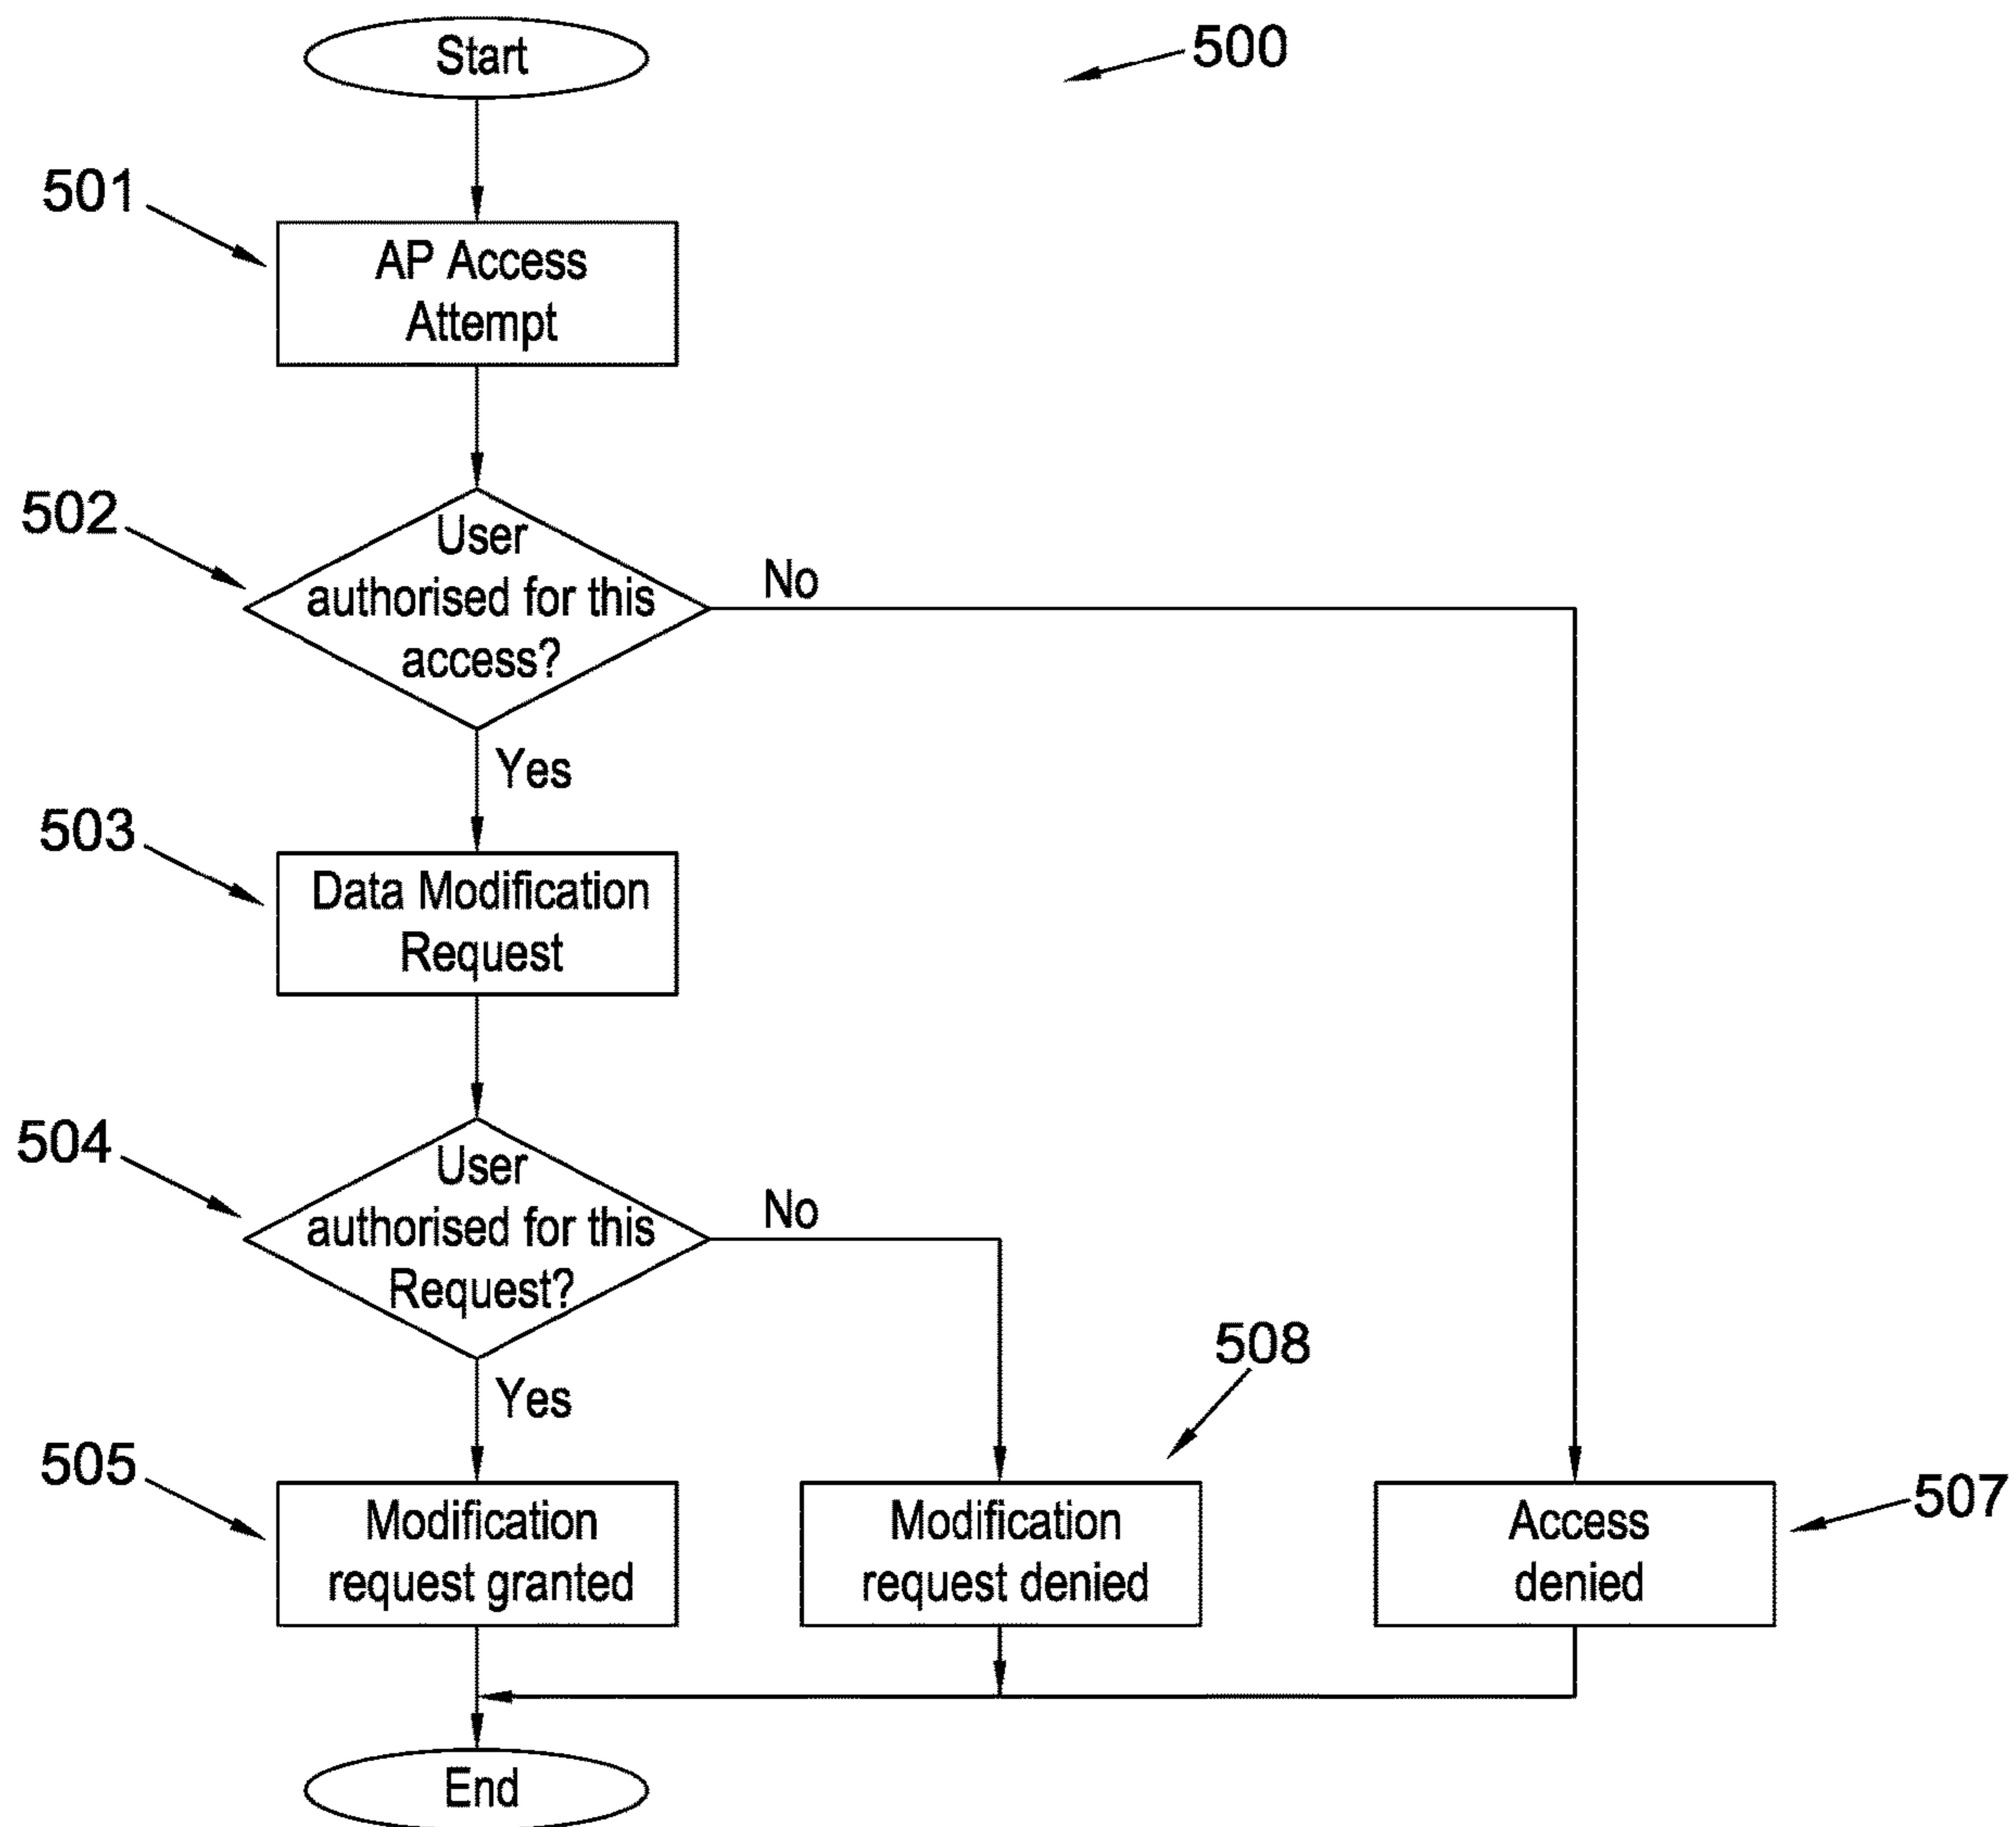 Start
500
501
AP Access
Attempt
502
User
authorised for this
access?
No
Yes
503
Data Modification
Request
504
User
authorised for this
Request?
No
Yes
508
505
Modification
request granted
Modification
request denied
Access
denied
507
End